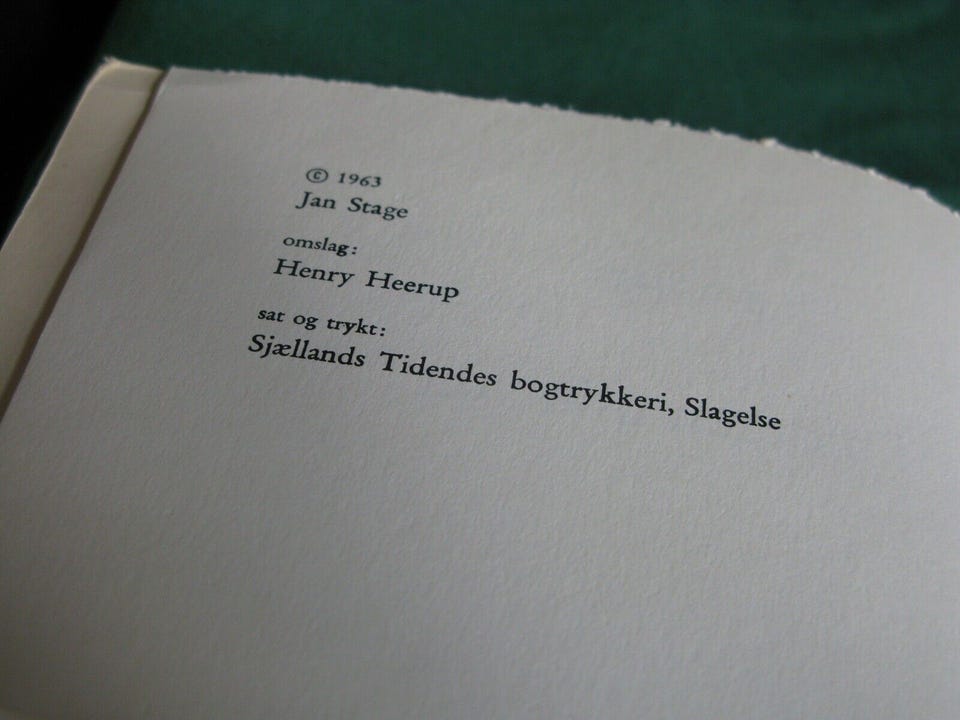 © 1963
Jan Stage
omslag:
Henry Heerup
sat og trykt:
Sjællands Tidendes bogtrykkeri, Slagelse